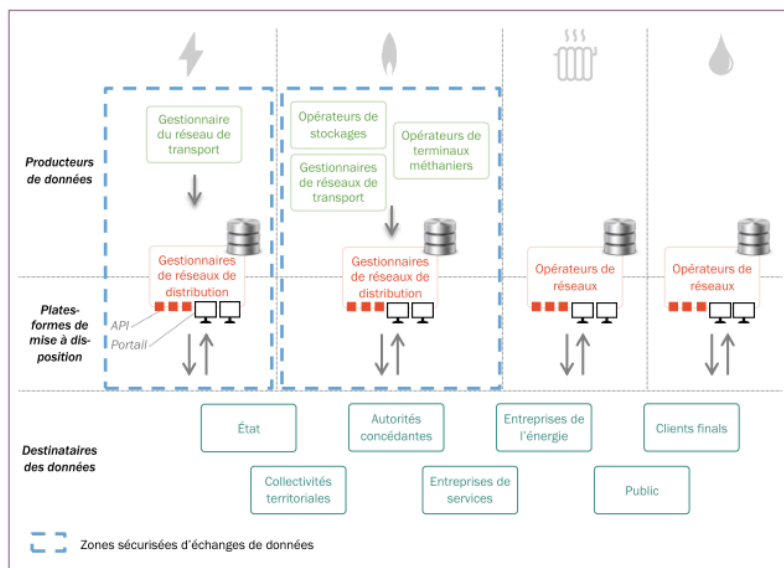 Producteurs
de données
Gestionnaire
du réseau de
transport
Opérateurs de
stockages
Opérateurs de
terminaux
méthaniers
Gestionnaires
de réseaux de
transport
Gestionnaires
de réseaux de
distribution
Gestionnaires
de réseaux de
distribution
Opérateurs de
réseaux
Opérateurs de
réseaux
Plates-
formes de
mise à dis-
position
API
Portail
Destinataires
des données
État
Autorités
concédantes
Entreprises de
l'énergie
Clients finals
Collectivités
territoriales
Entreprises de
services
Public
Zones sécurisées d'échanges de données